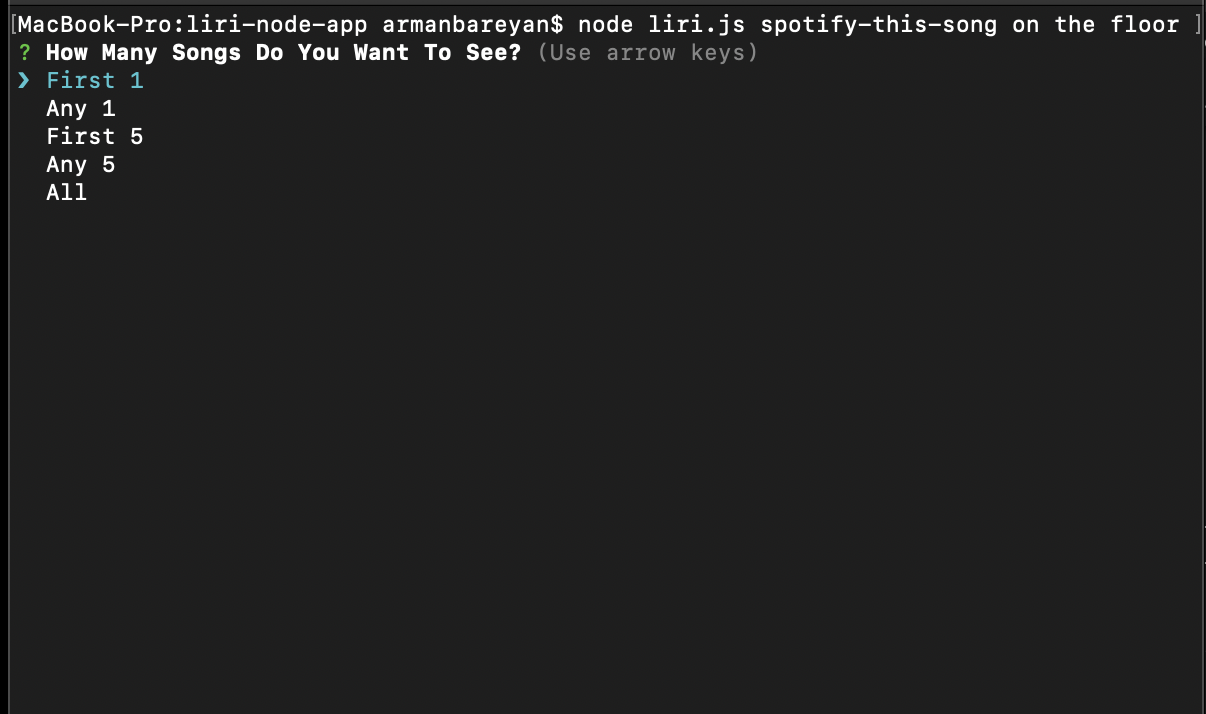 [MacBook-Pro:liri-node-app armanbareyan$ node liri.js spotify-this-song on the floor ]
? How Many Songs Do You Want To See? (Use arrow keys)
❯ First 1
Any 1
First 5
Any 5
All